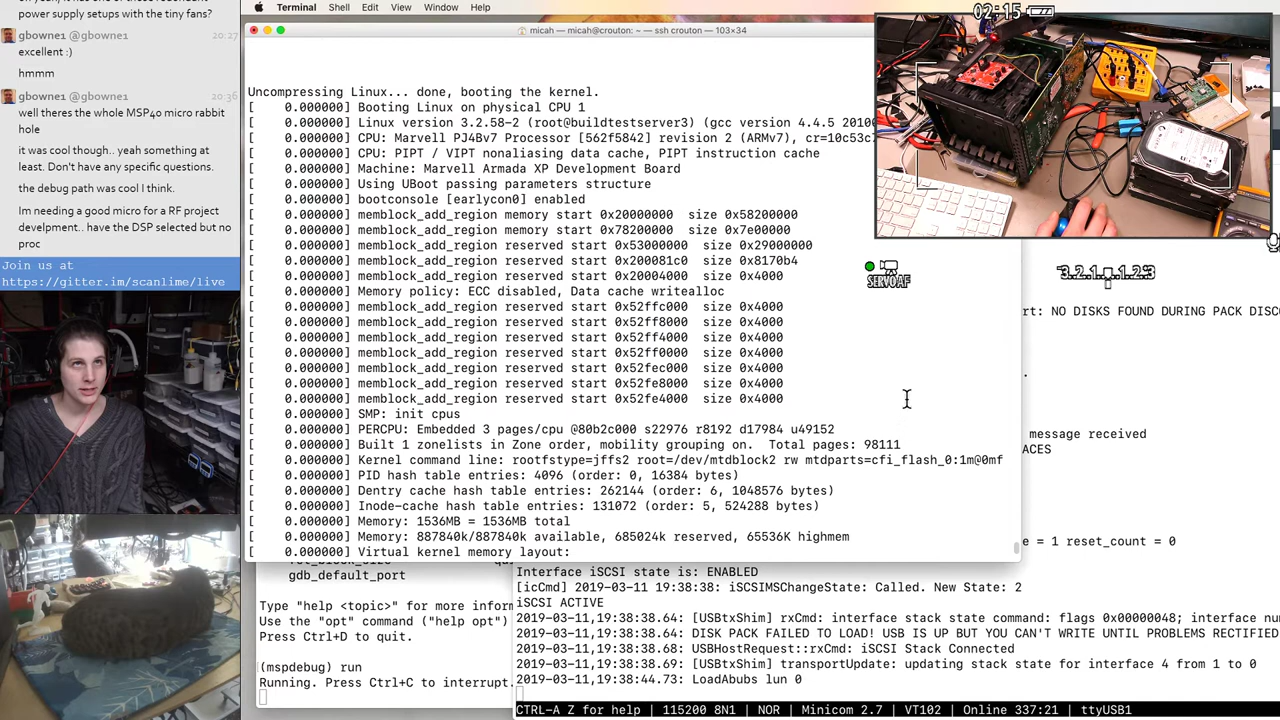 Terminal Shell Edit View Window Help
power supply setups with the tiny fans?
gbowne1 @gbowne1 20:27
excellent :)
hmmm
gbowne1 @gbowne1 20:36
well theres the whole MSP40 micro rabbit
hole
it was cool though.. yeah something at
least. Don't have any specific questions.
the debug path was cool I think.
Im needing a good micro for a RF project
develpment.. have the DSP selected but no
proc
Join us at
https://gitter.im/scanlime/live
micah — micah@crouton: ~ — ssh crouton — 103×34
Uncompressing Linux... done, booting the kernel.
[    0.000000] Booting Linux on physical CPU 1
[    0.000000] Linux version 3.2.58-2 (root@buildtestserver3) (gcc version 4.4.5 20100
[    0.000000] CPU: Marvell PJ4Bv7 Processor [562f5842] revision 2 (ARMv7), cr=10c53c
[    0.000000] CPU: PIPT / VIPT nonaliasing data cache, PIPT instruction cache
[    0.000000] Machine: Marvell Armada XP Development Board
[    0.000000] Using UBoot passing parameters structure
[    0.000000] bootconsole [earlycon0] enabled
[    0.000000] memblock_add_region memory start 0x20000000  size 0x58200000
[    0.000000] memblock_add_region memory start 0x78200000  size 0x7e00000
[    0.000000] memblock_add_region reserved start 0x53000000  size 0x29000000
[    0.000000] memblock_add_region reserved start 0x200081c0  size 0x8170b4
[    0.000000] memblock_add_region reserved start 0x20004000  size 0x4000
[    0.000000] Memory policy: ECC disabled, Data cache writealloc
[    0.000000] memblock_add_region reserved start 0x52ffc000  size 0x4000
[    0.000000] memblock_add_region reserved start 0x52ff8000  size 0x4000
[    0.000000] memblock_add_region reserved start 0x52ff4000  size 0x4000
[    0.000000] memblock_add_region reserved start 0x52ff0000  size 0x4000
[    0.000000] memblock_add_region reserved start 0x52fec000  size 0x4000
[    0.000000] memblock_add_region reserved start 0x52fe8000  size 0x4000
[    0.000000] memblock_add_region reserved start 0x52fe4000  size 0x4000
[    0.000000] SMP: init cpus
[    0.000000] PERCPU: Embedded 3 pages/cpu @80b2c000 s22976 r8192 d17984 u49152
[    0.000000] Built 1 zonelists in Zone order, mobility grouping on.  Total pages: 98111
[    0.000000] Kernel command line: rootfstype=jffs2 root=/dev/mtdblock2 rw mtdparts=cfi_flash_0:1m@0mf
[    0.000000] PID hash table entries: 4096 (order: 0, 16384 bytes)
[    0.000000] Dentry cache hash table entries: 262144 (order: 6, 1048576 bytes)
[    0.000000] Inode-cache hash table entries: 131072 (order: 5, 524288 bytes)
[    0.000000] Memory: 1536MB = 1536MB total
[    0.000000] Memory: 887840k/887840k available, 685024k reserved, 65536K highmem
[    0.000000] Virtual kernel memory layout:
02:15
SERVOAF
3..2..1..0..1..2..3
rt: NO DISKS FOUND DURING PACK DISC
message received
ACES
e = 1 reset_count = 0
gdb_default_port
Type "help <topic>" for more inform
Use the "opt" command ("help opt")
Press Ctrl+D to quit.
(mspdebug) run
Running. Press Ctrl+C to interrupt.
Interface iSCSI state is: ENABLED
[icCmd] 2019-03-11 19:38:38: iSCSIMSChangeState: Called. New State: 2
iSCSI ACTIVE
2019-03-11,19:38:38.64: [USBtxShim] rxCmd: interface stack state command: flags 0x00000048; interface num
2019-03-11,19:38:38.64: DISK PACK FAILED TO LOAD! USB IS UP BUT YOU CAN'T WRITE UNTIL PROBLEMS RECTIFIED
2019-03-11,19:38:38.68: USBHostRequest::rxCmd: iSCSI Stack Connected
2019-03-11,19:38:38.69: [USBtxShim] transportUpdate: updating stack state for interface 4 from 1 to 0
2019-03-11,19:38:44.73: LoadAbubs lun 0
CTRL-A Z for help | 115200 8N1 | NOR | Minicom 2.7 | VT102 | Online 337:21 | ttyUSB1